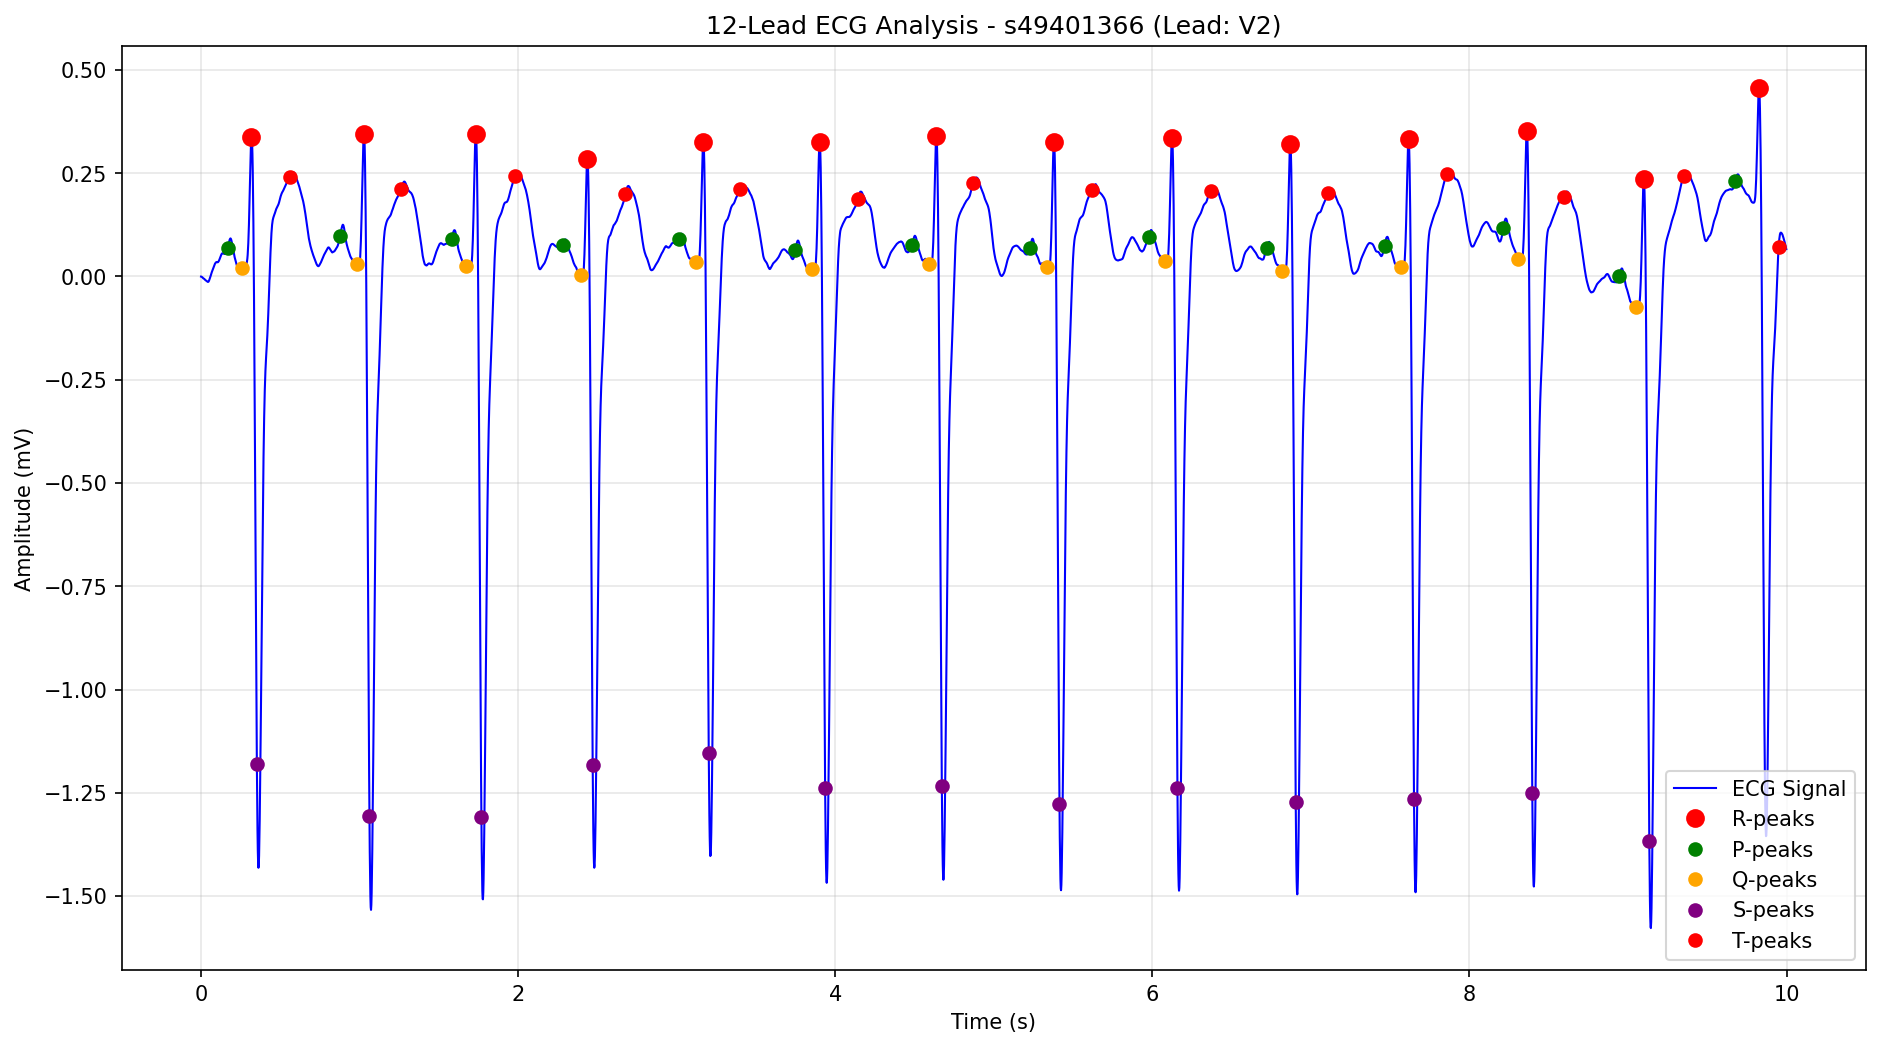 12-Lead ECG Analysis - s49401366 (Lead: V2)
Amplitude (mV)
0.50
0.25
0.00
−0.25
−0.50
−0.75
−1.00
−1.25
−1.50
ECG Signal
R-peaks
P-peaks
Q-peaks
S-peaks
T-peaks
0 2 4 6 8 10
Time (s)